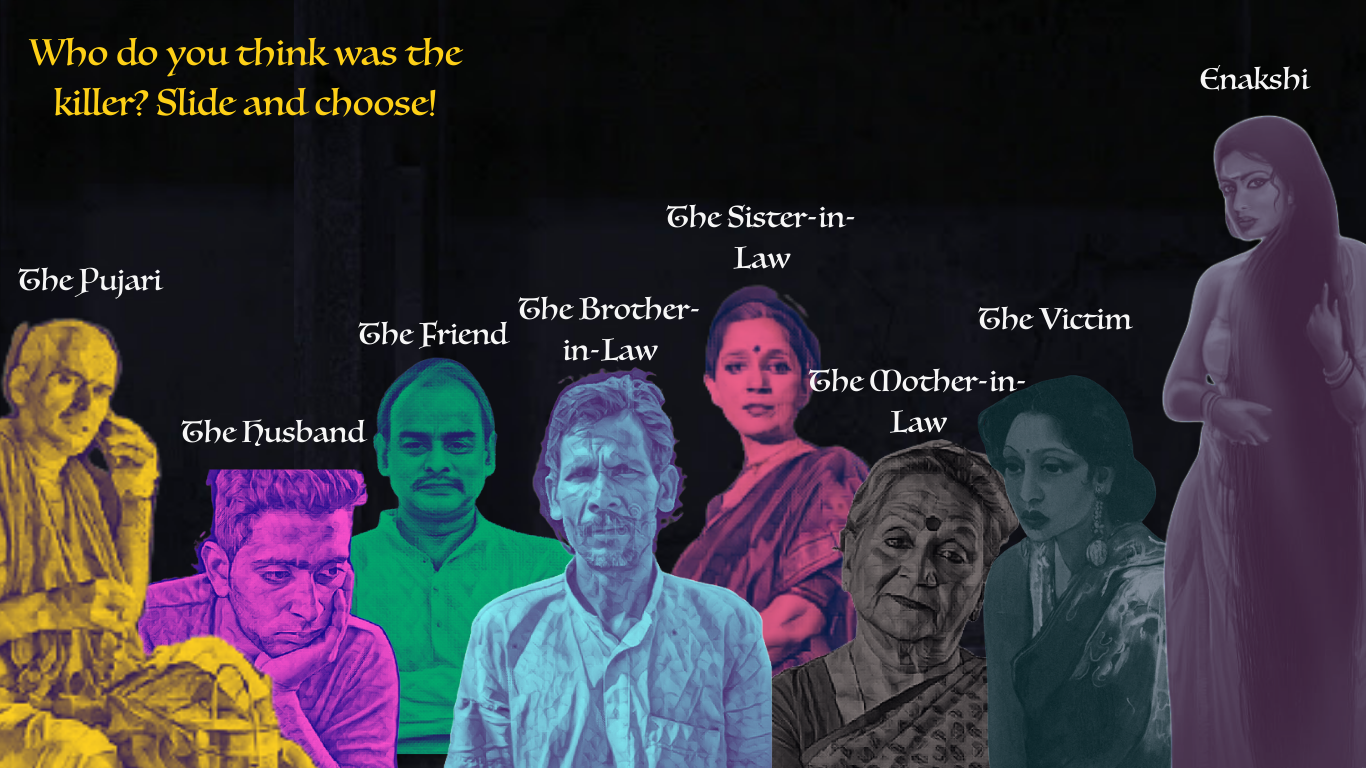 Who do you think was the
killer? Slide and choose!
Enakshi
The Sister-in-
Law
The Pujari
The Brother-
in-Law
The Friend
The Victim
The Mother-in-
Law
The Husband